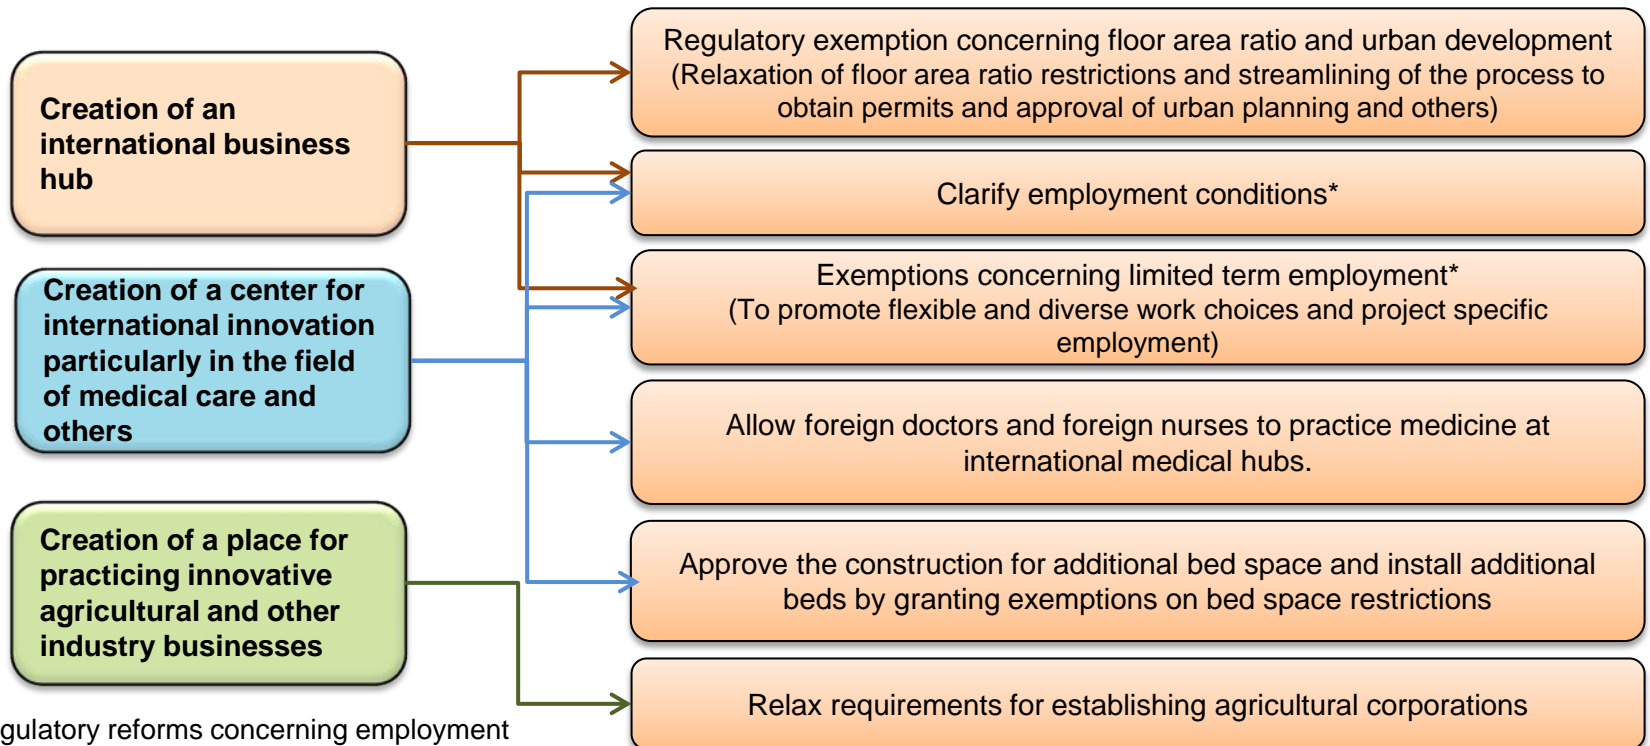 Creation of an
international business
hub
Creation of a center for
international innovation
particularly in the field
of medical care and
others
Creation of a place for
practicing innovative
agricultural and other
industry businesses
gulatory reforms concerning employment
Regulatory exemption concerning floor area ratio and urban development
(Relaxation of floor area ratio restrictions and streamlining of the process to
obtain permits and approval of urban planning and others)
Clarify employment conditions*
Exemptions concerning limited term employment*
(To promote flexible and diverse work choices and project specific
employment)
Allow foreign doctors and foreign nurses to practice medicine at
international medical hubs.
Approve the construction for additional bed space and install additional
beds by granting exemptions on bed space restrictions
Relax requirements for establishing agricultural corporations